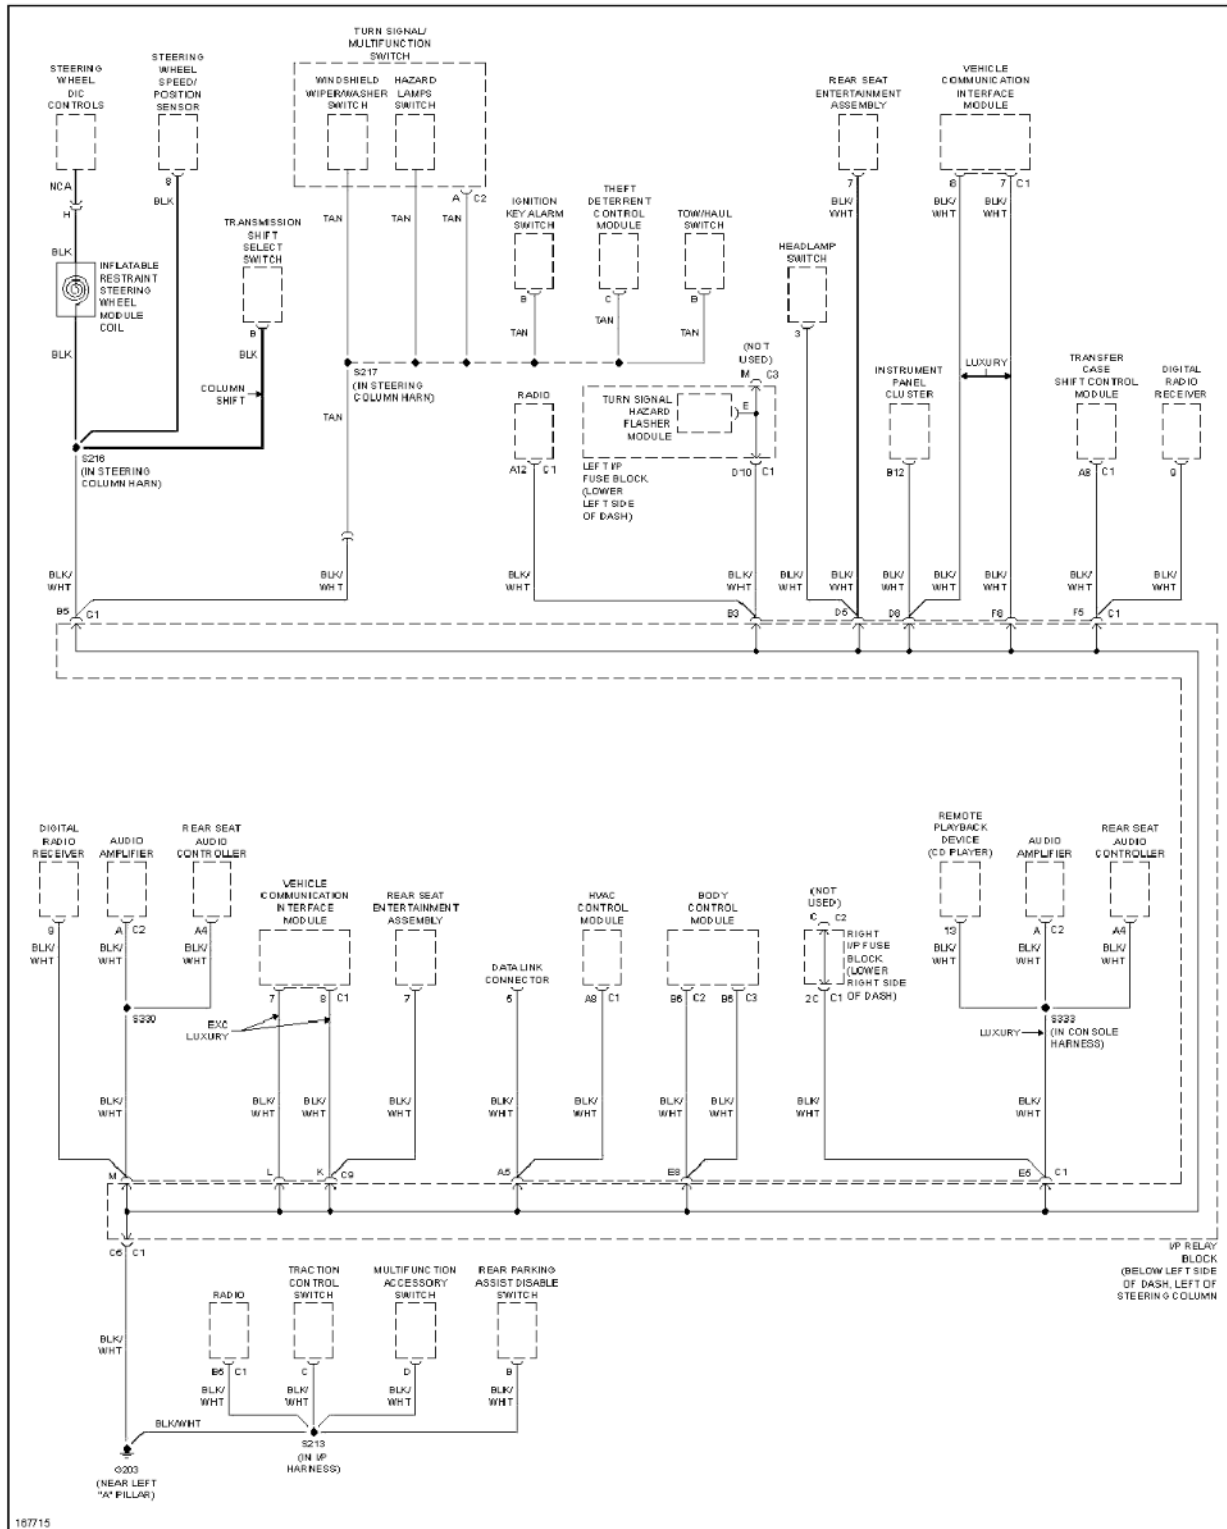 STEERING
WHEEL
DIC
CONTROLS
STEERING
WHEEL
SPEED/
POSITION
SENSOR
TURN SIGNAL/
MULTIFUNCTION
SWITCH
WINDSHIELD
WIPER/WASHER
SWITCH
HAZARD
LAMPS
SWITCH
REAR SEAT
ENTERTAINMENT
ASSEMBLY
VEHICLE
COMMUNICATION
INTERFACE
MODULE
NCA
H
BLK
8
BLK
TAN
TAN
TAN
A
C2
7
BLK/
WHT
8
BLK/
WHT
7
C1
BLK/
WHT
TRANSMISSION
SHIFT
SELECT
SWITCH
IGNITION
KEY ALARM
SWITCH
THEFT
DETERRENT
CONTROL
MODULE
TOW/HAUL
SWITCH
HEADLAMP
SWITCH
INFLATABLE
RESTRAINT
STEERING
WHEEL
MODULE
COIL
BLK
B
BLK
B
TAN
C
TAN
B
TAN
3
COLUMN
SHIFT
S217
(IN STEERING
COLUMN HARN)
TAN
(NOT
USED)
M
C3
LUXURY
RADIO
TURN SIGNAL
HAZARD
FLASHER
MODULE
E
INSTRUMENT
PANEL
CLUSTER
TRANSFER
CASE
SHIFT CONTROL
MODULE
DIGITAL
RADIO
RECEIVER
S216
(IN STEERING
COLUMN HARN)
A12
C1
LEFT I/P
FUSE BLOCK
(LOWER
LEFT SIDE
OF DASH)
D10
C1
B12
A8
C1
9
BLK/
WHT
BLK/
WHT
BLK/
WHT
BLK/
WHT
BLK/
WHT
BLK/
WHT
BLK/
WHT
BLK/
WHT
BLK/
WHT
BLK/
WHT
BLK/
WHT
B5
C1
B3
D5
D8
F8
F5
C1
DIGITAL
RADIO
RECEIVER
AUDIO
AMPLIFIER
REAR SEAT
AUDIO
CONTROLLER
VEHICLE
COMMUNICATION
INTERFACE
MODULE
REAR SEAT
ENTERTAINMENT
ASSEMBLY
HVAC
CONTROL
MODULE
BODY
CONTROL
MODULE
(NOT
USED)
C
C2
REMOTE
PLAYBACK
DEVICE
(CD PLAYER)
AUDIO
AMPLIFIER
REAR SEAT
AUDIO
CONTROLLER
9
BLK/
WHT
A
C2
BLK/
WHT
A4
BLK/
WHT
DATA LINK
CONNECTOR
RIGHT
I/P FUSE
BLOCK
(LOWER
RIGHT SIDE
OF DASH)
13
BLK/
WHT
A
C2
BLK/
WHT
A4
BLK/
WHT
7
8
C1
7
5
A8
C1
B6
C2
B5
C3
2C
C1
S330
EXC
LUXURY
S333
(IN CONSOLE
HARNESS)
LUXURY
BLK/
WHT
BLK/
WHT
BLK/
WHT
BLK/
WHT
BLK/
WHT
BLK/
WHT
BLK/
WHT
BLK/
WHT
BLK/
WHT
BLK/
WHT
M
L
K
C9
A5
E8
E5
C1
C6
C1
I/P RELAY
BLOCK
(BELOW LEFT SIDE
OF DASH, LEFT OF
STEERING COLUMN
RADIO
TRACTION
CONTROL
SWITCH
MULTIFUNCTION
ACCESSORY
SWITCH
REAR PARKING
ASSIST DISABLE
SWITCH
BLK/
WHT
B5
C1
BLK/
WHT
C
BLK/
WHT
D
BLK/
WHT
B
BLK/
WHT
BLK/WHT
S213
(IN I/P
HARNESS)
G203
(NEAR LEFT
"A" PILLAR)
167715